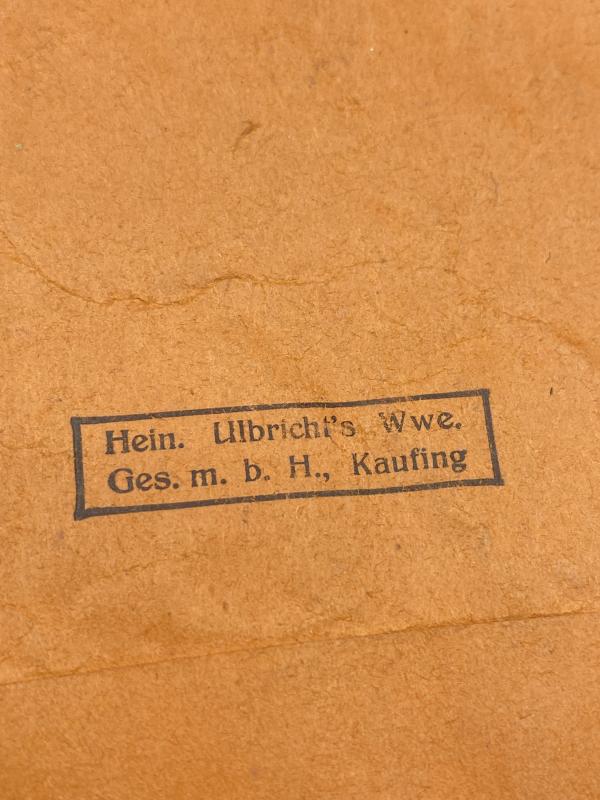 Hein. Ulbricht's Wwe.
Ges. m. b. H., Kaufing